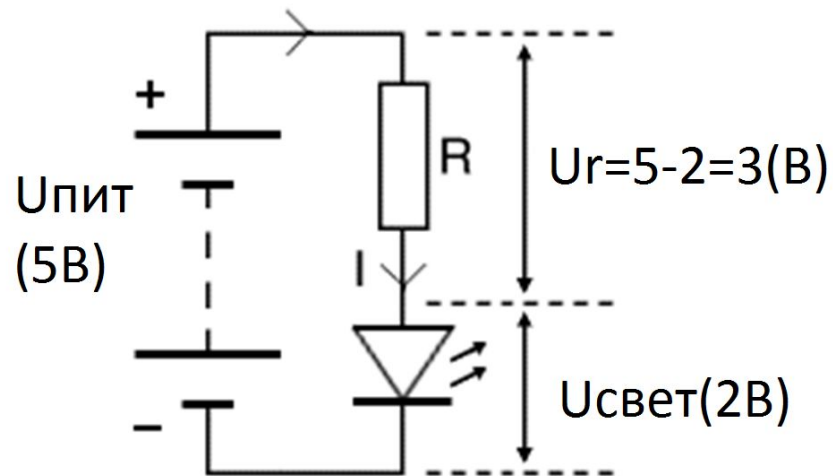 +
Uпит
(5В)
−
R
I
Ur=5-2=3(В)
Uсвет(2В)